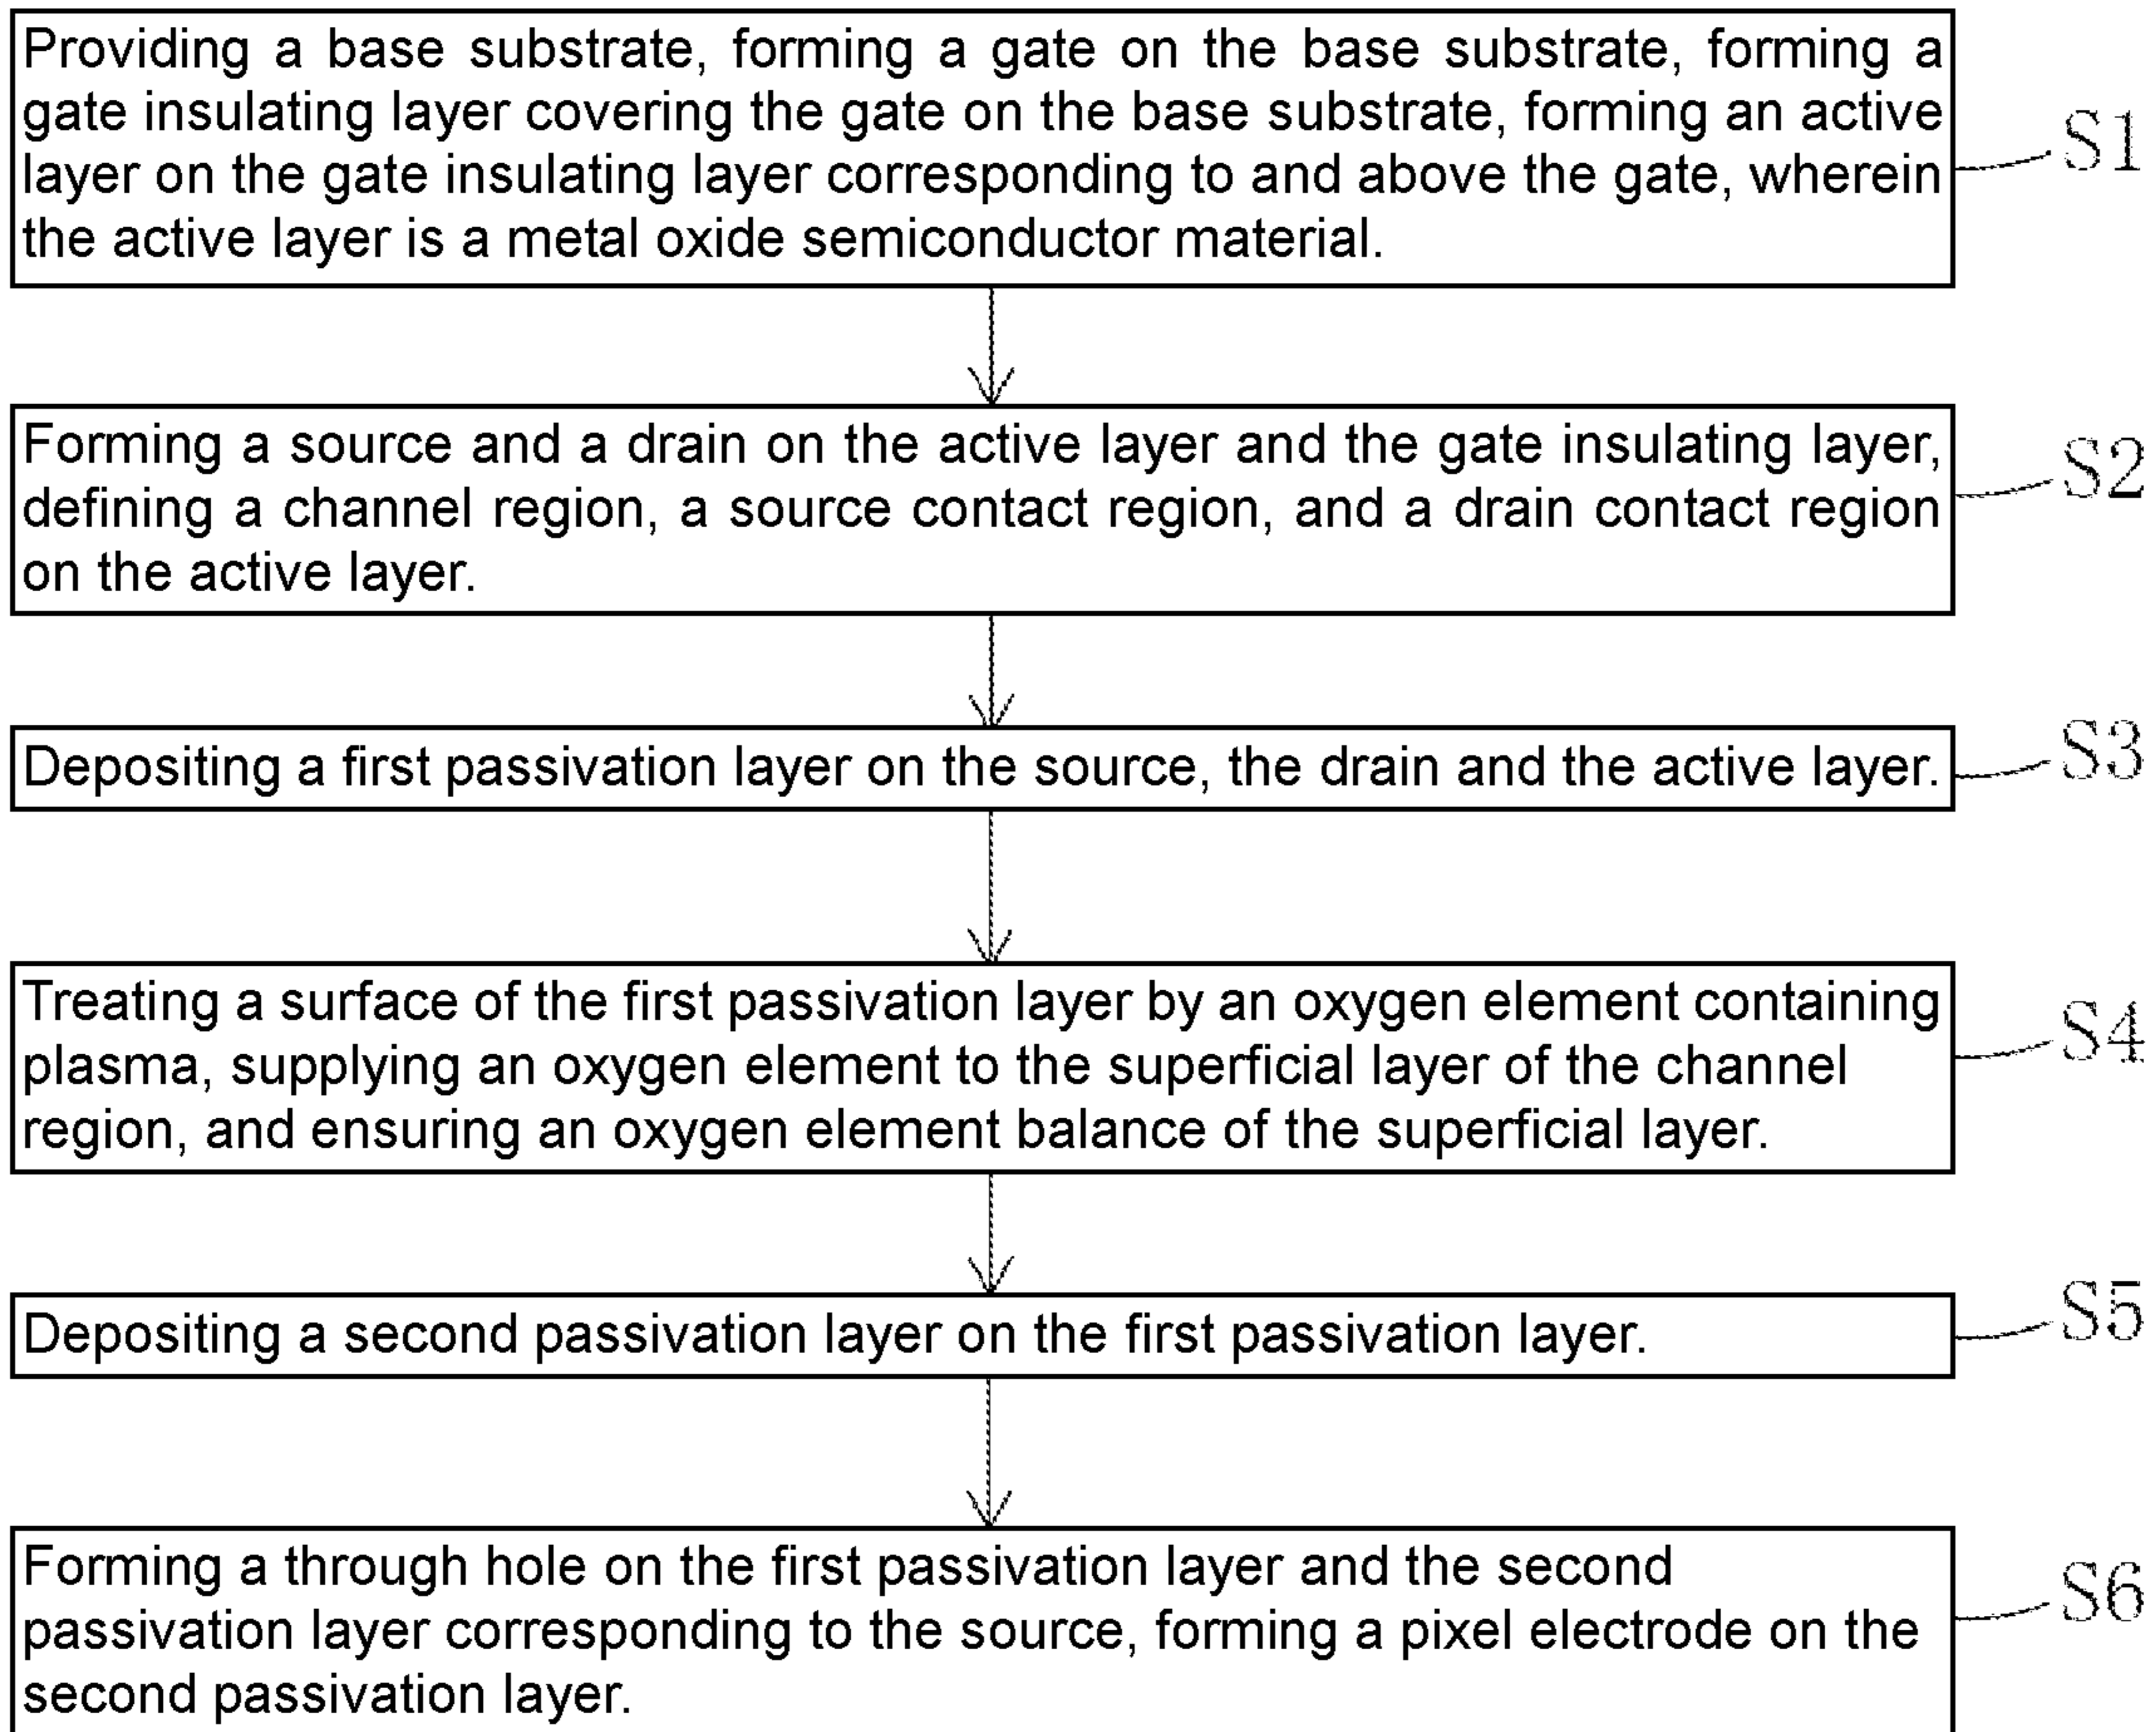 Providing a base substrate, forming a gate on the base substrate, forming a
gate insulating layer covering the gate on the base substrate, forming an active
layer on the gate insulating layer corresponding to and above the gate, wherein
the active layer is a metal oxide semiconductor material.
S1
Forming a source and a drain on the active layer and the gate insulating layer,
defining a channel region, a source contact region, and a drain contact region
on the active layer.
S2
Depositing a first passivation layer on the source, the drain and the active layer.
S3
Treating a surface of the first passivation layer by an oxygen element containing
plasma, supplying an oxygen element to the superficial layer of the channel
region, and ensuring an oxygen element balance of the superficial layer.
S4
Depositing a second passivation layer on the first passivation layer.
S5
Forming a through hole on the first passivation layer and the second
passivation layer corresponding to the source, forming a pixel electrode on the
second passivation layer.
S6